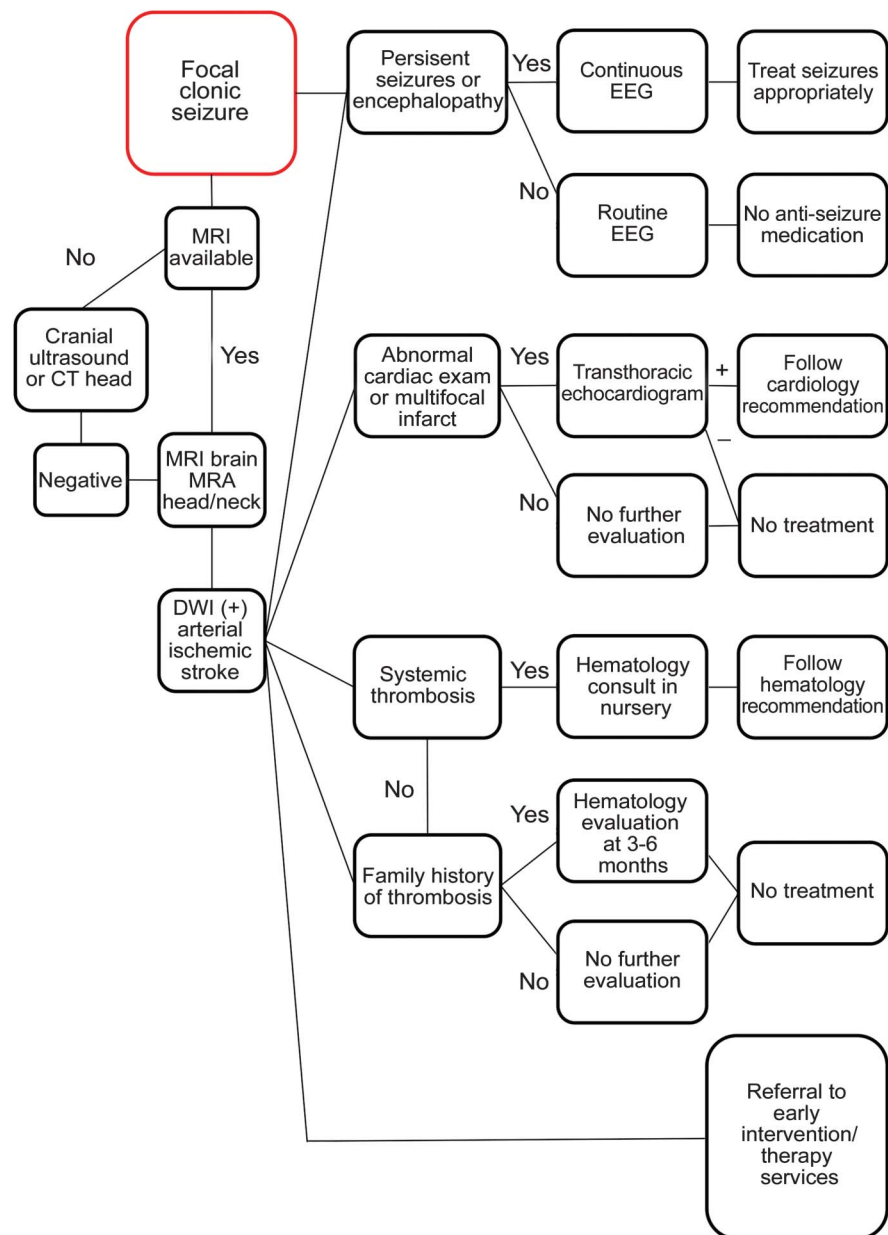 Focal
clonic
seizure
Persisent
seizures or
encephalopathy
Yes
Continuous
EEG
Treat seizures
appropriately
No
Routine
EEG
No anti-seizure
medication
MRI
available
No
Cranial
ultrasound
or CT head
Yes
Negative
MRI brain
MRA
head/neck
DWI (+)
arterial
ischemic
stroke
Abnormal
cardiac exam
or multifocal
infarct
Yes
Transthoracic
echocardiogram
+
Follow
cardiology
recommendation
–
No
No further
evaluation
No treatment
Systemic
thrombosis
Yes
Hematology
consult in
nursery
Follow
hematology
recommendation
No
Family history
of thrombosis
Yes
Hematology
evaluation
at 3-6
months
No treatment
No
No further
evaluation
Referral to
early
intervention/
therapy
services